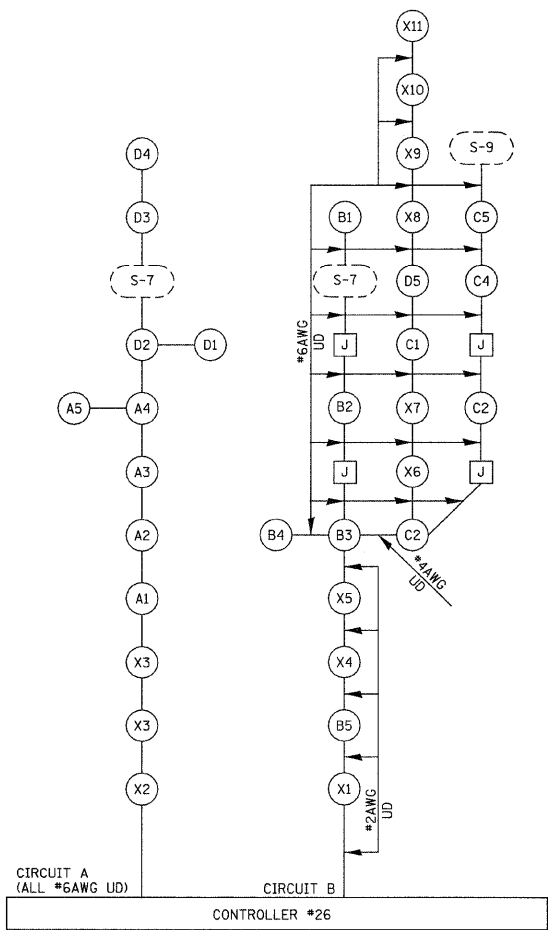 X11
X10
X9
S-9
D4
D3
B1
X8
C5
S-7
S-7
D5
C4
#6AWG
UD
D2
D1
J
C1
J
A5
A4
B2
X7
C2
A3
J
X6
J
A2
B4
B3
C2
#4AWG
UD
A1
X5
X3
X4
X3
B5
X2
X1
#2AWG
UD
CIRCUIT A
(ALL #6AWG UD)
CIRCUIT B
CONTROLLER #26